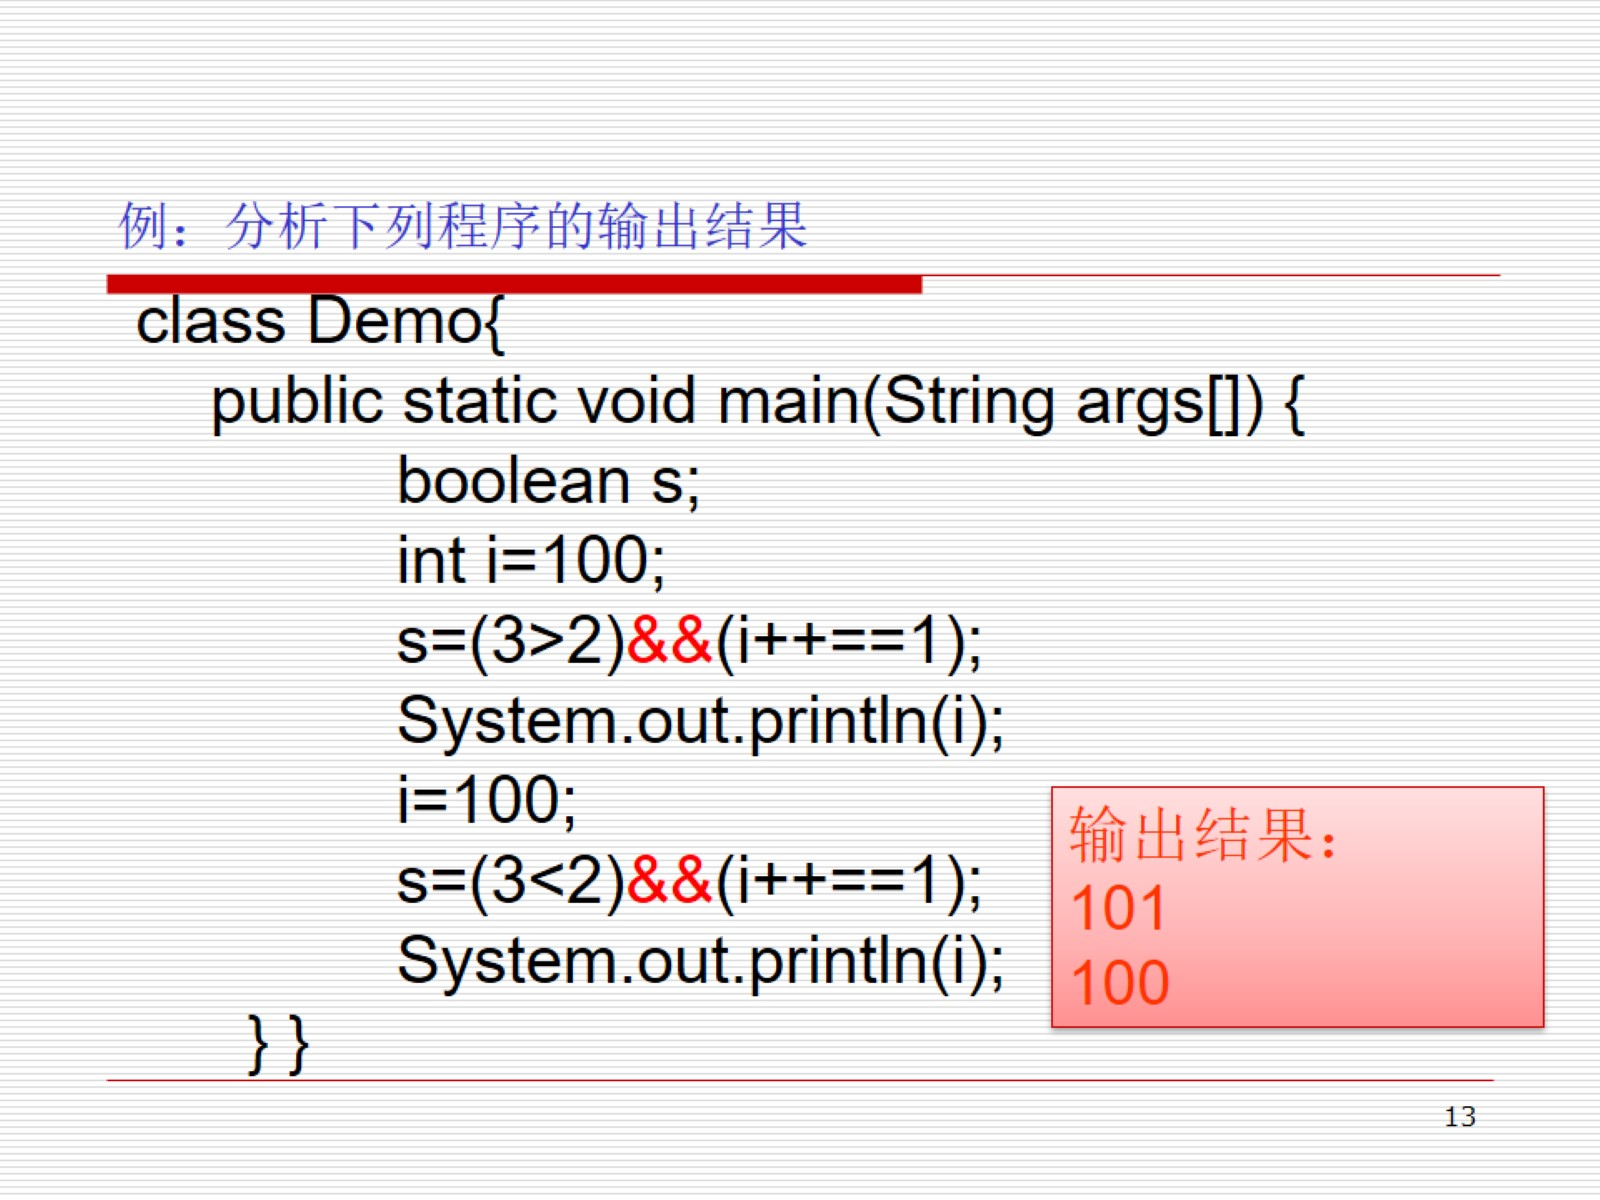 例：分析下列程序的输出结果
class Demo{
public static void main(String args[]) {
boolean s;
int i=100;
s=(3>2)&&(i++==1);
System.out.println(i);
i=100;
s=(3<2)&&(i++==1);
System.out.println(i);
} }
输出结果：
101
100
13